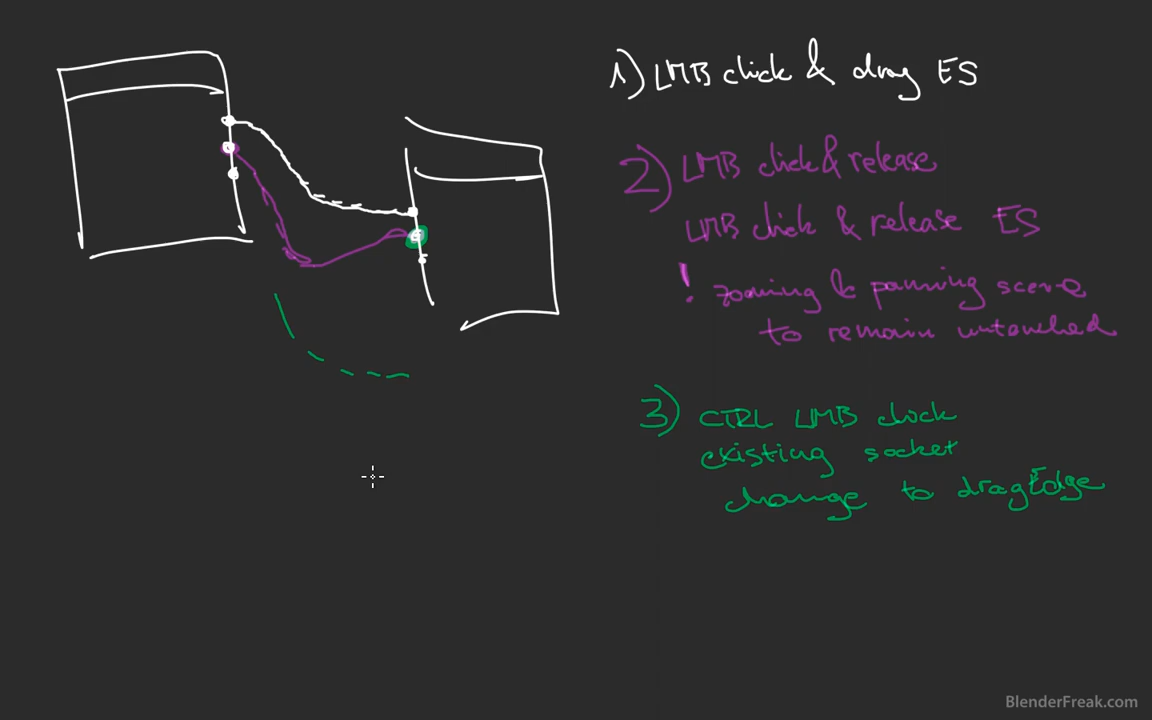 1) LMB click & drag ES
2) LMB click & release
LMB click & release ES
! zooming & panning scene
to remain untouched
3) CTRL LMB click
existing socket
change to dragEdge
BlenderFreak.com